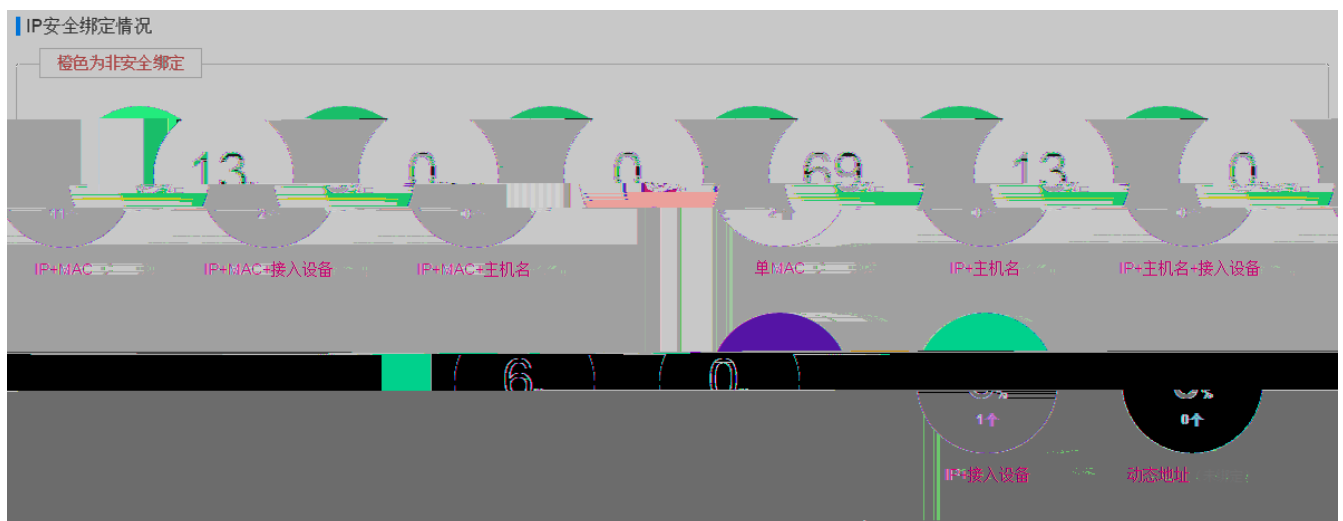 IP安全绑定情况
橙色为非安全绑定
13 0 0 69 13 0
IP+MAC IP+MAC+接入设备 IP+MAC+主机名 单MAC IP+主机名 IP+主机名+接入设备
6 0
1个 0个
IP+接入设备 动态地址